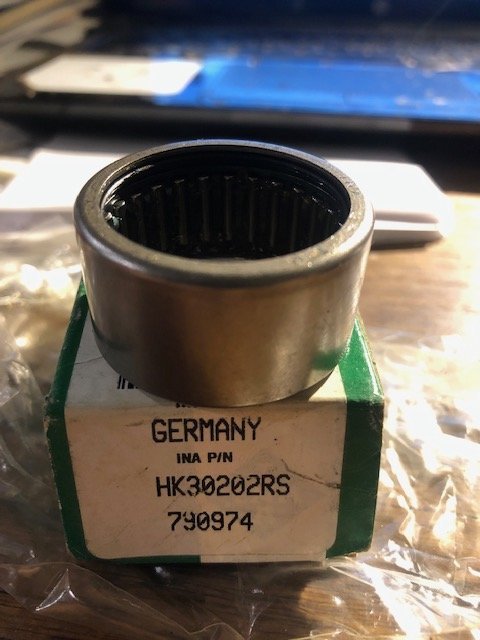 GERMANY
INA P/N
HK30202RS
790974